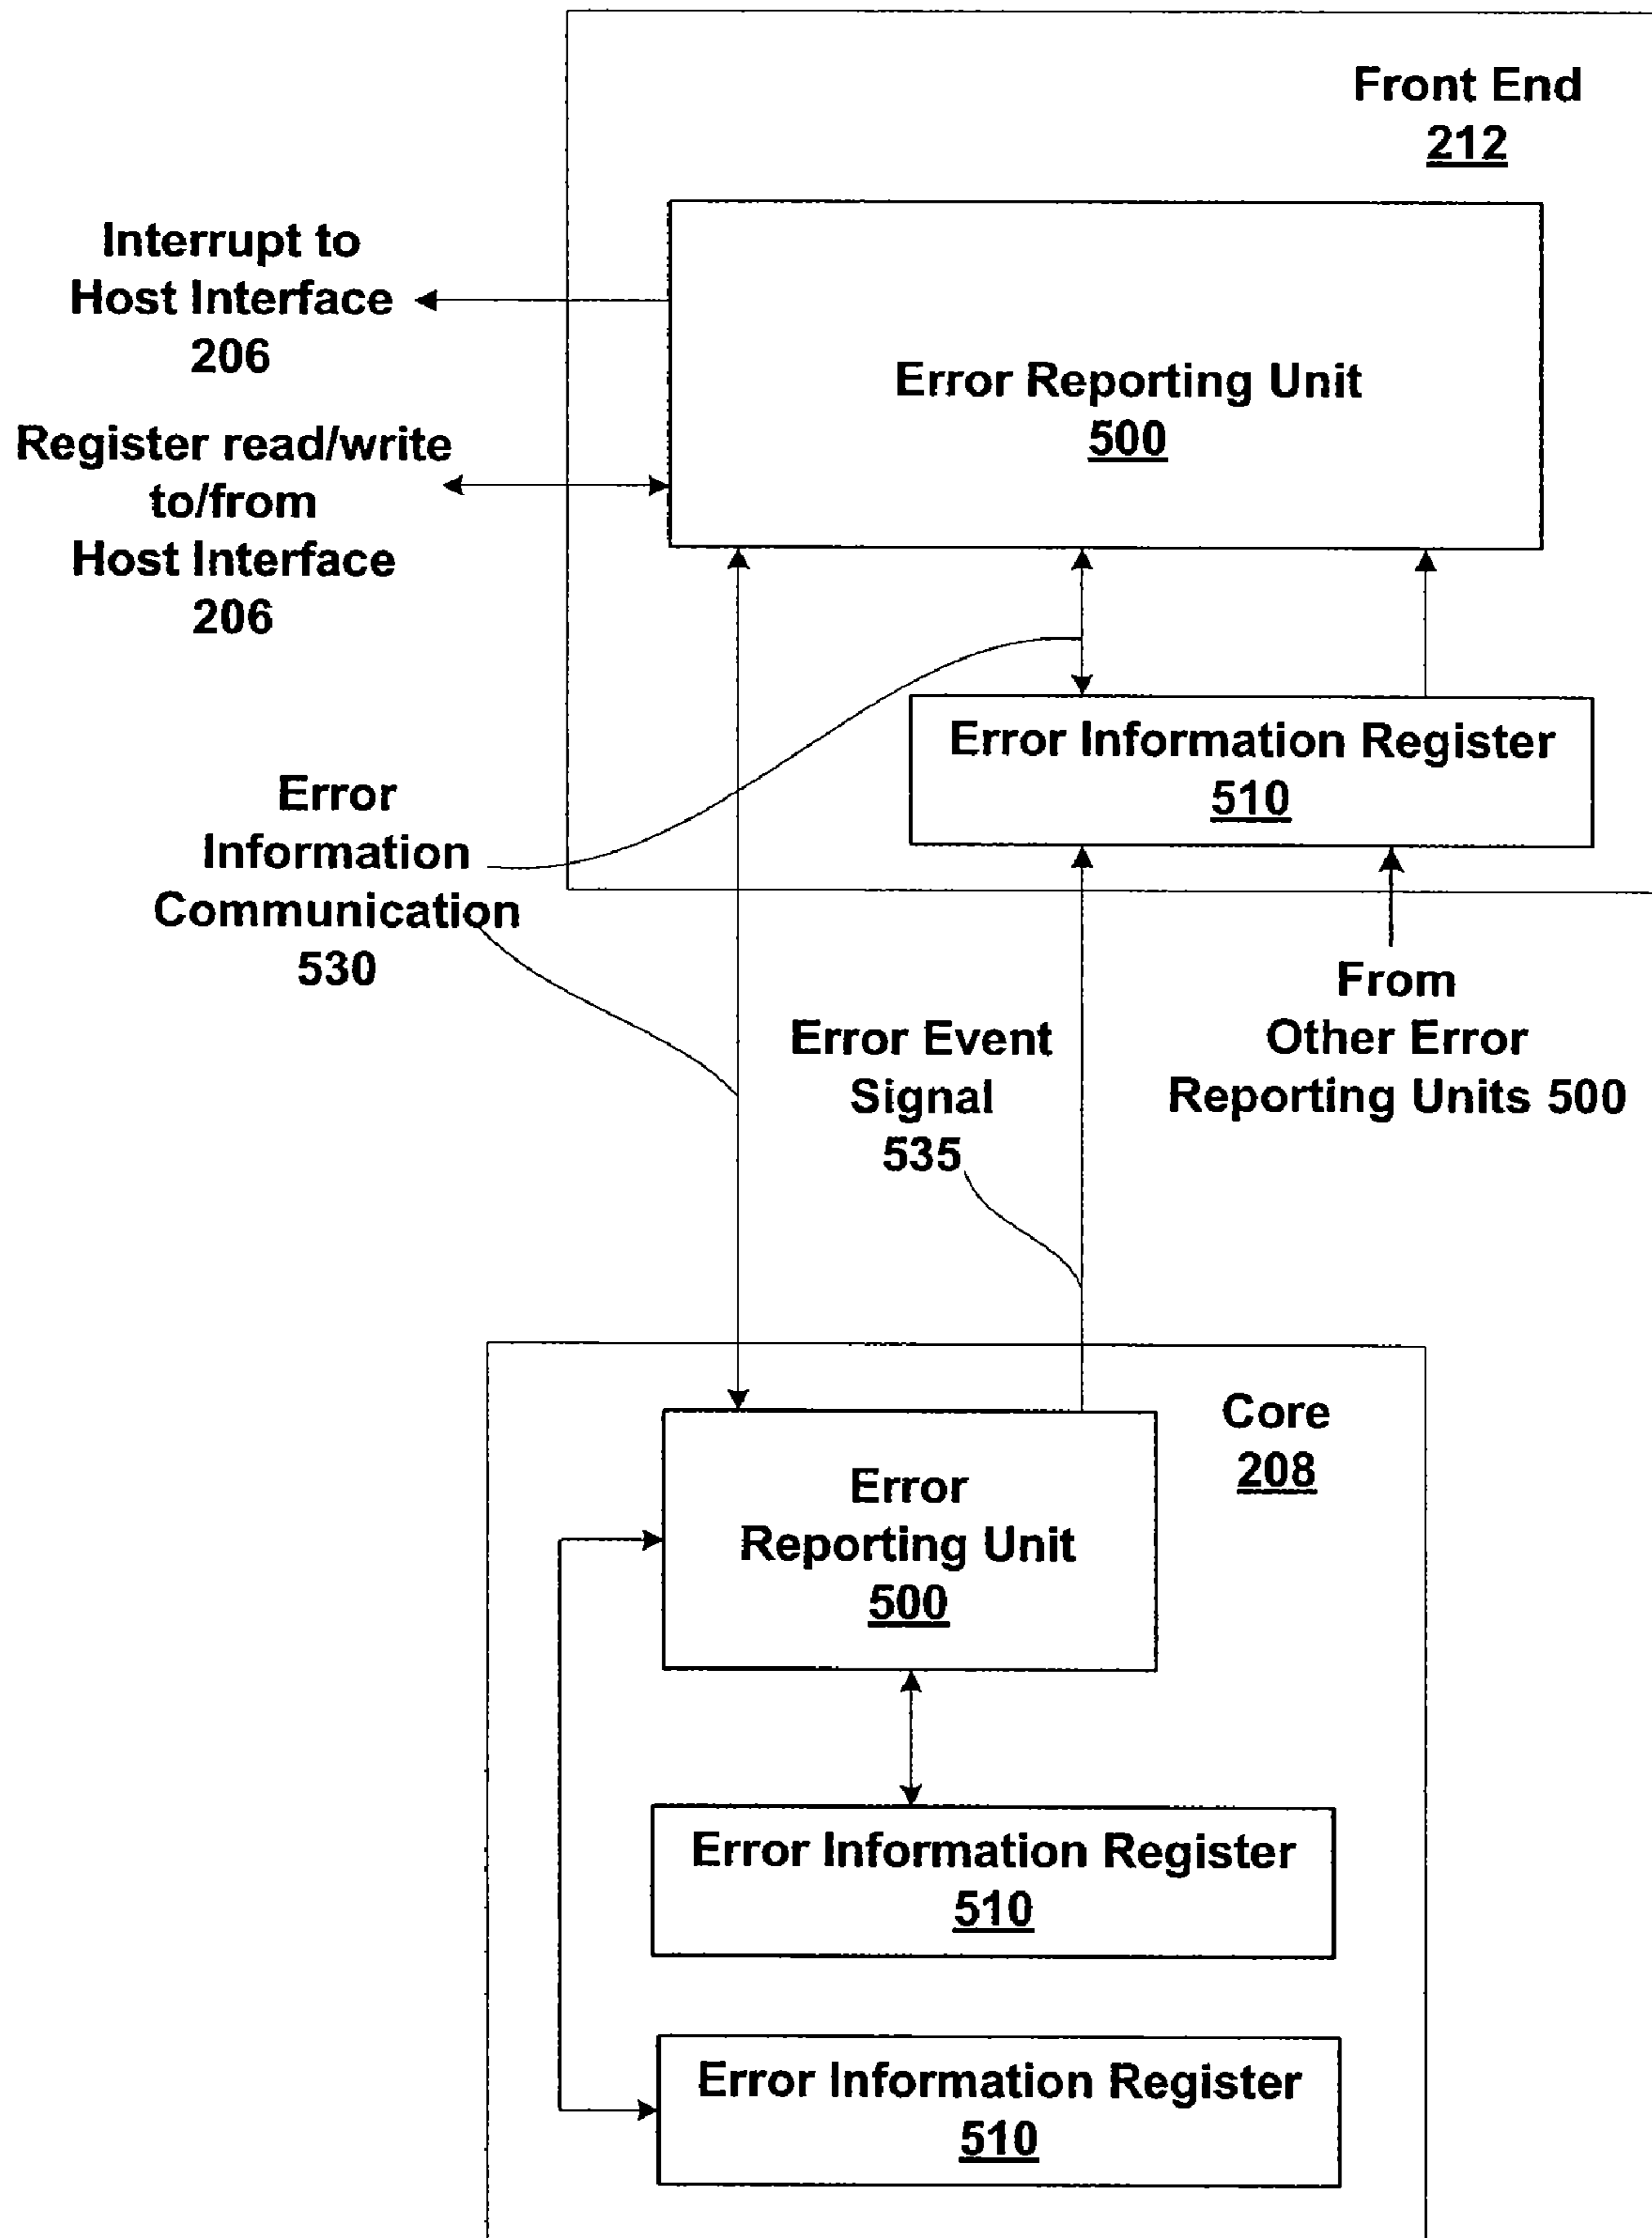 Front End
212
Interrupt to
Host Interface
206
Error Reporting Unit
500
Register read/write
to/from
Host Interface
206
Error Information Register
510
Error
Information
Communication
530
From
Other Error
Reporting Units 500
Error Event
Signal
535
Core
208
Error
Reporting Unit
500
Error Information Register
510
Error Information Register
510